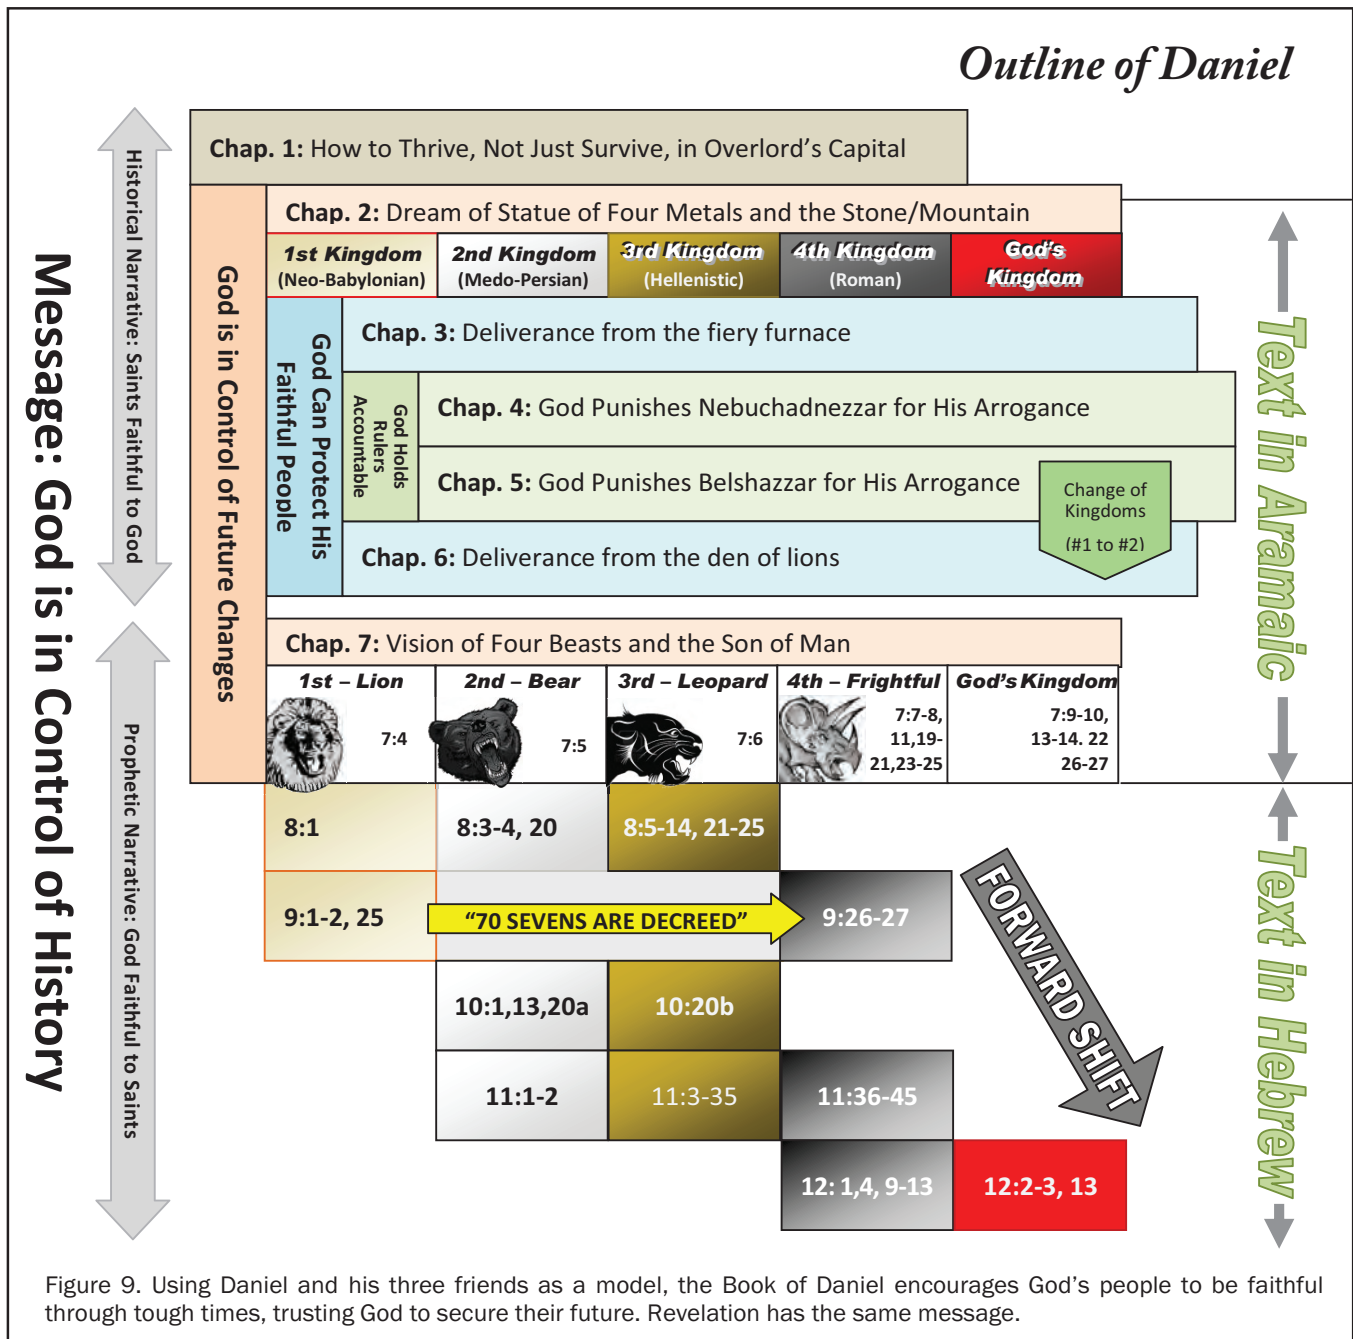 Outline of Daniel
Message: God is in Control of History
Historical Narrative: Saints Faithful to God
Prophetic Narrative: God Faithful to Saints
Chap. 1: How to Thrive, Not Just Survive, in Overlord's Capital
God is in Control of Future Changes
Chap. 2: Dream of Statue of Four Metals and the Stone/Mountain
1st Kingdom
(Neo-Babylonian)
2nd Kingdom
(Medo-Persian)
3rd Kingdom
(Hellenistic)
4th Kingdom
(Roman)
God's
Kingdom
God Can Protect His
Faithful People
Chap. 3: Deliverance from the fiery furnace
God Holds
Rulers
Accountable
Chap. 4: God Punishes Nebuchadnezzar for His Arrogance
Chap. 5: God Punishes Belshazzar for His Arrogance
Change of
Kingdoms
(#1 to #2)
Chap. 6: Deliverance from the den of lions
Chap. 7: Vision of Four Beasts and the Son of Man
1st – Lion
7:4
2nd – Bear
7:5
3rd – Leopard
7:6
4th – Frightful
7:7-8,
11,19-
21,23-25
God's Kingdom
7:9-10,
13-14. 22
26-27
Text in Aramaic
8:1
8:3-4, 20
8:5-14, 21-25
9:1-2, 25
"70 SEVENS ARE DECREED"
9:26-27
10:1,13,20a
10:20b
11:1-2
11:3-35
11:36-45
12: 1,4, 9-13
12:2-3, 13
FORWARD SHIFT
Text in Hebrew
Figure 9. Using Daniel and his three friends as a model, the Book of Daniel encourages God's people to be faithful
through tough times, trusting God to secure their future. Revelation has the same message.